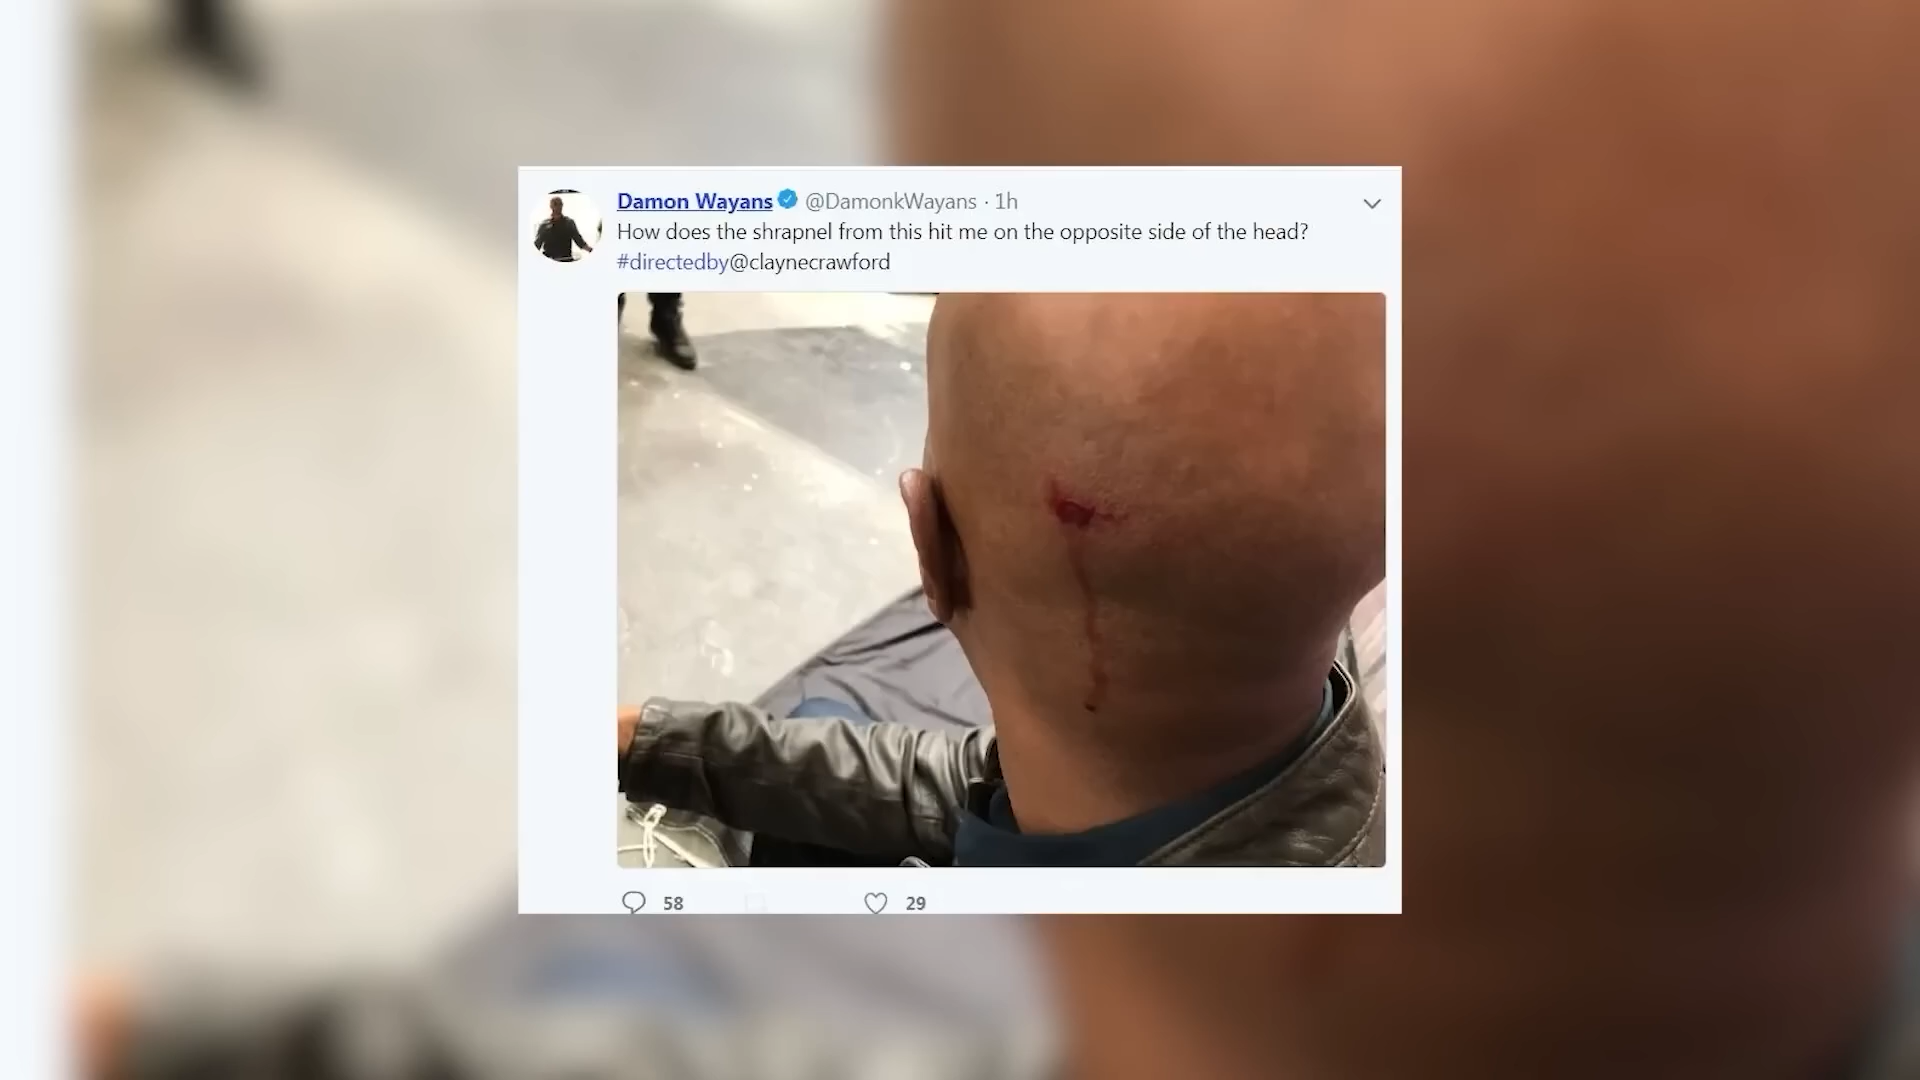 Damon Wayans @DamonkWayans · 1h
How does the shrapnel from this hit me on the opposite side of the head?
#directedby@claynecrawford
58 29